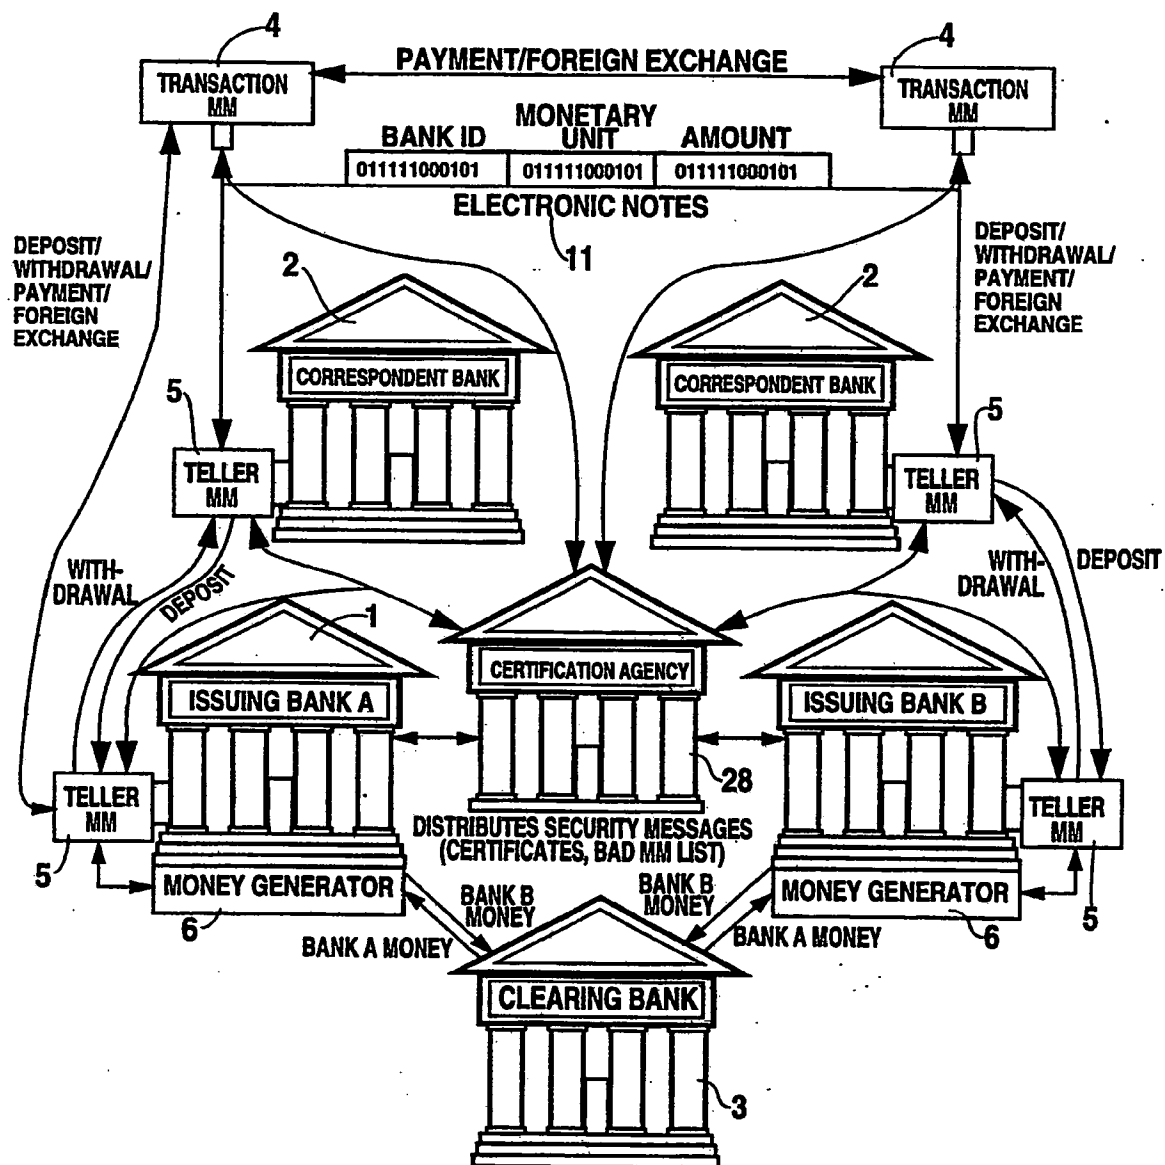 4
4
PAYMENT/FOREIGN EXCHANGE
TRANSACTION
MM
TRANSACTION
MM
MONETARY
BANK ID
UNIT
AMOUNT
011111000101
011111000101
011111000101
ELECTRONIC NOTES
11
DEPOSIT/
WITHDRAWAL/
PAYMENT/
FOREIGN
EXCHANGE
DEPOSIT/
WITHDRAWAL/
PAYMENT/
FOREIGN
EXCHANGE
2
2
CORRESPONDENT BANK
CORRESPONDENT BANK
5
5
TELLER
MM
TELLER
MM
WITH-
DRAWAL
DEPOSIT
WITH-
DRAWAL
DEPOSIT
1
CERTIFICATION AGENCY
ISSUING BANK A
ISSUING BANK B
28
TELLER
MM
TELLER
MM
DISTRIBUTES SECURITY MESSAGES
(CERTIFICATES, BAD MM LIST)
5
5
MONEY GENERATOR
MONEY GENERATOR
6
6
BANK B
MONEY
BANK B
MONEY
BANK A MONEY
BANK A MONEY
CLEARING BANK
3